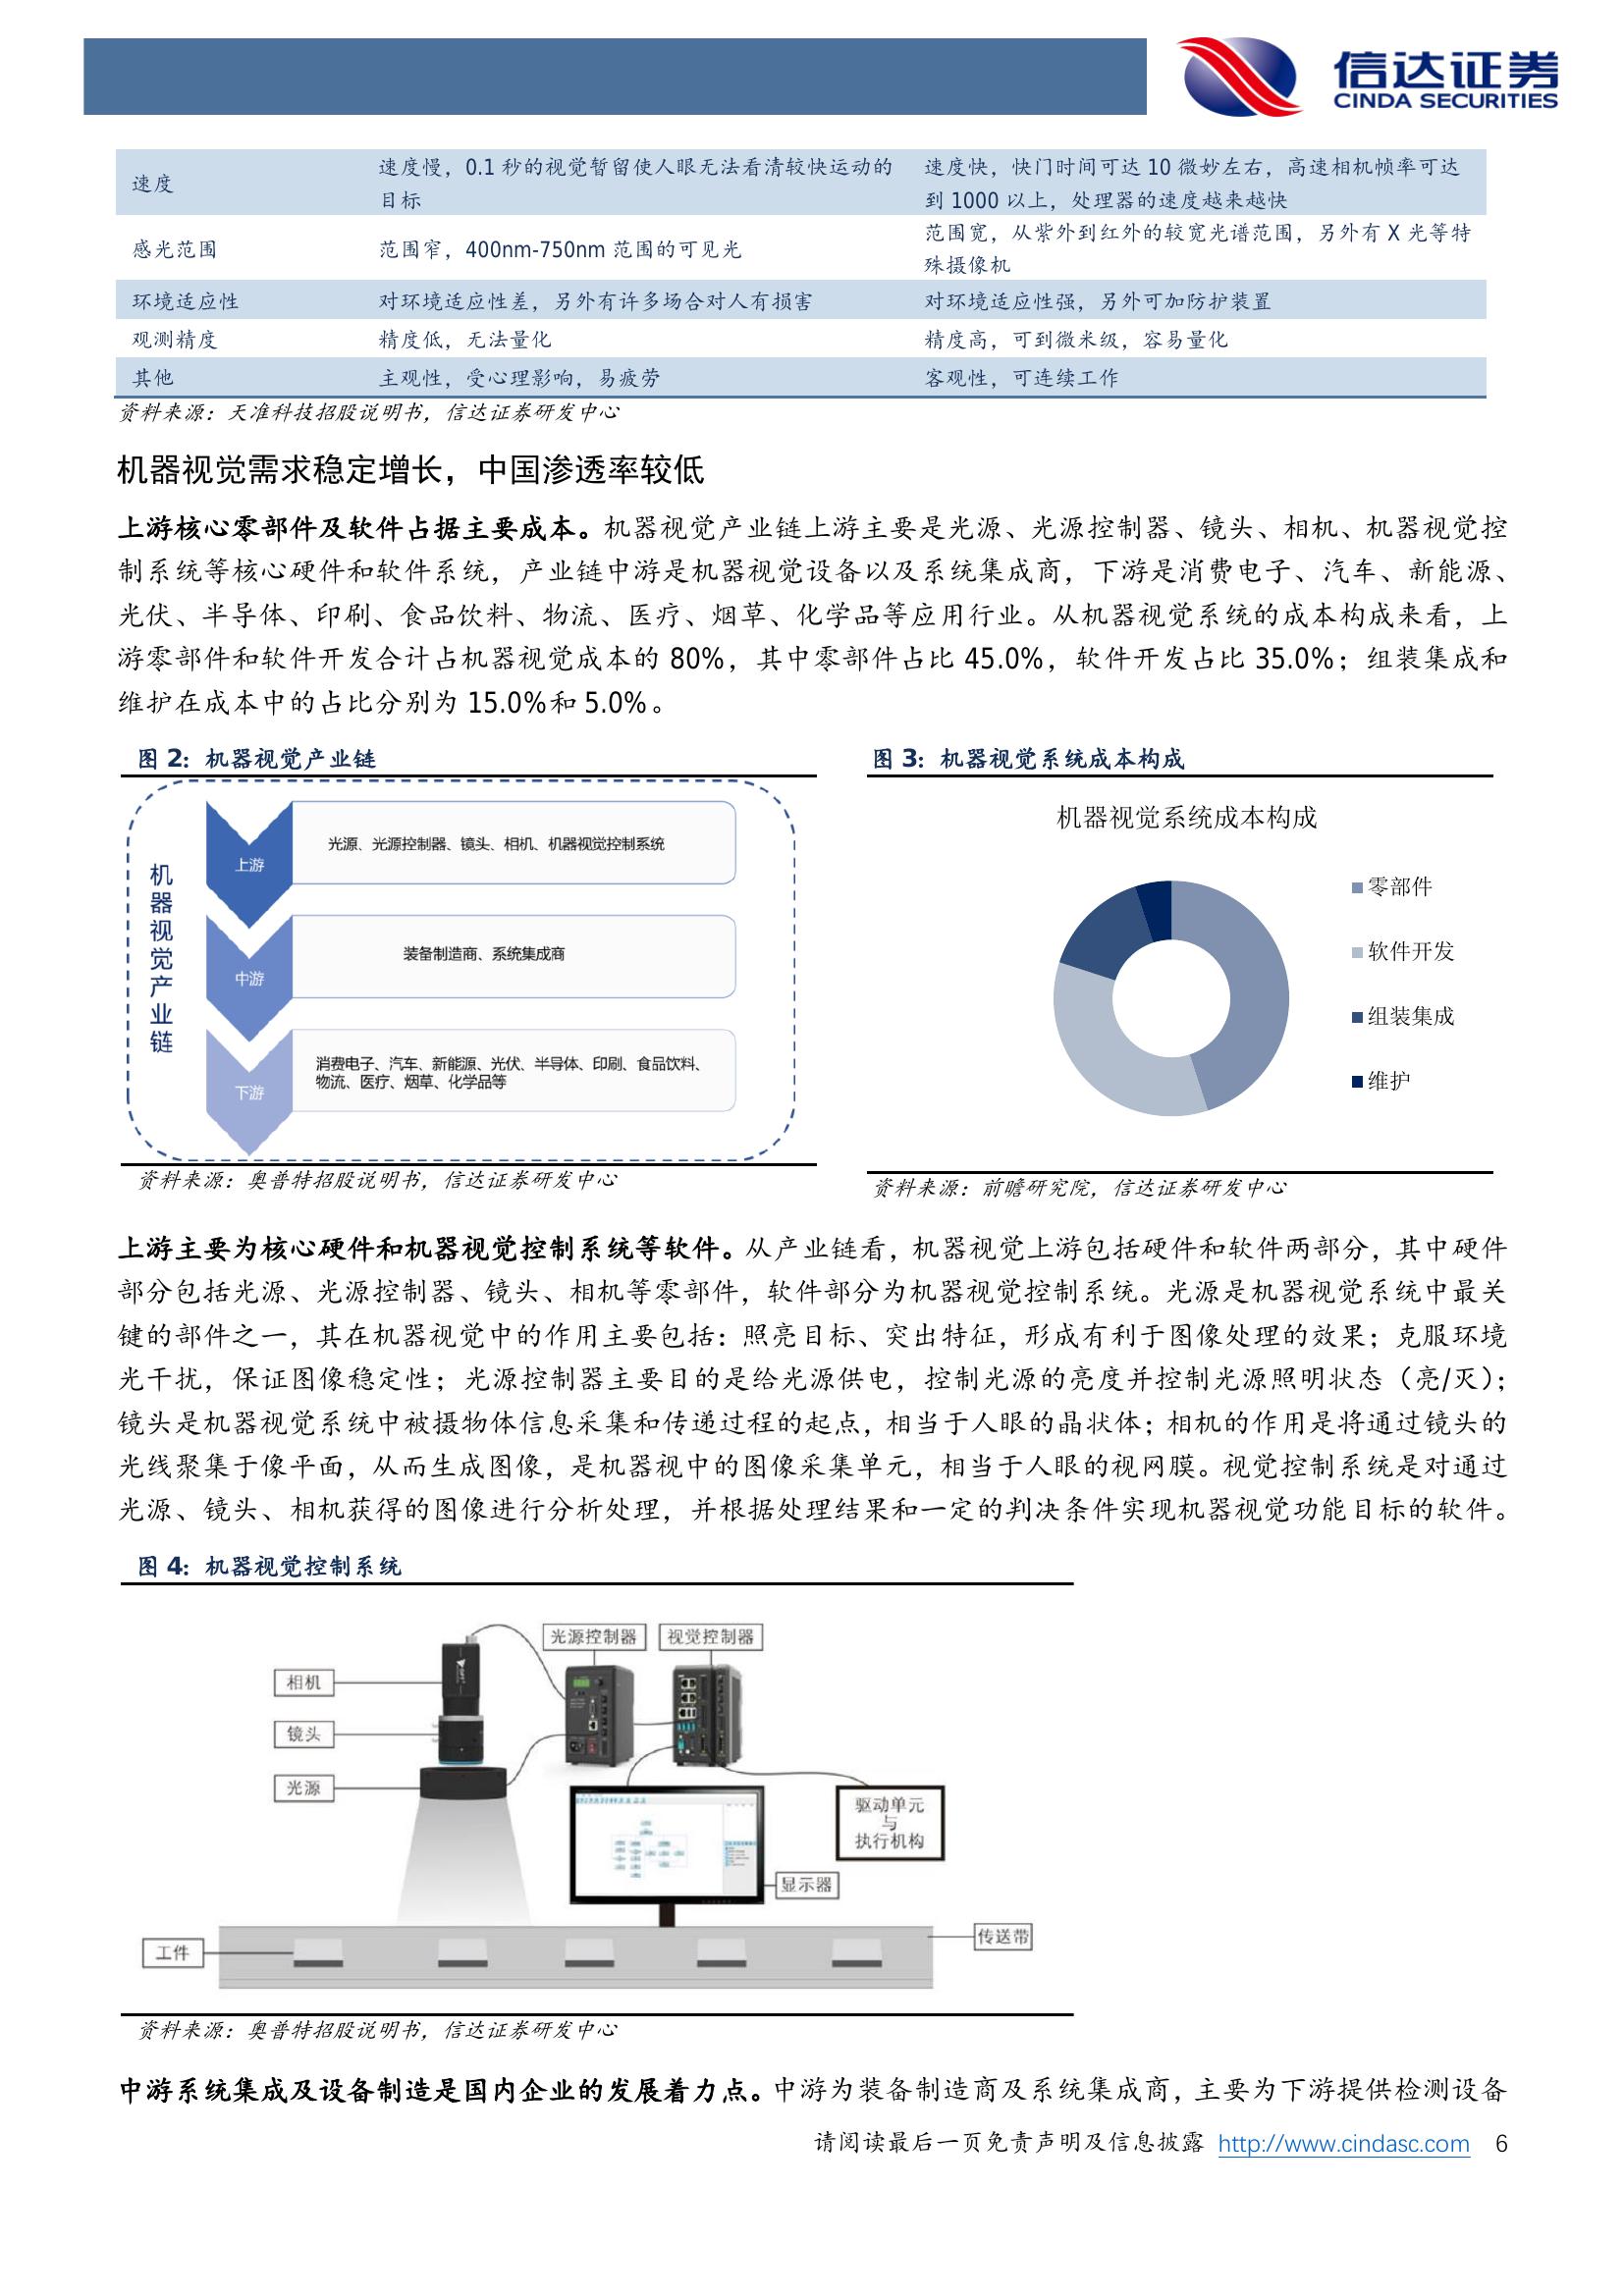 信达证券
CINDA SECURITIES
速度 速度慢，0.1 秒的视觉暂留使人眼无法看清较快运动的目标 速度快，快门时间可达 10 微妙左右，高速相机帧率可达到 1000 以上，处理器的速度越来越快
感光范围 范围窄，400nm-750nm 范围的可见光 范围宽，从紫外到红外的较宽光谱范围，另外有 X 光等特殊摄像机
环境适应性 对环境适应性差，另外有许多场合对人有损害 对环境适应性强，另外可加防护装置
观测精度 精度低，无法量化 精度高，可到微米级，容易量化
其他 主观性，受心理影响，易疲劳 客观性，可连续工作
资料来源：天准科技招股说明书，信达证券研发中心
机器视觉需求稳定增长，中国渗透率较低
上游核心零部件及软件占据主要成本。机器视觉产业链上游主要是光源、光源控制器、镜头、相机、机器视觉控
制系统等核心硬件和软件系统，产业链中游是机器视觉设备以及系统集成商，下游是消费电子、汽车、新能源、
光伏、半导体、印刷、食品饮料、物流、医疗、烟草、化学品等应用行业。从机器视觉系统的成本构成来看，上
游零部件和软件开发合计占机器视觉成本的 80%，其中零部件占比 45.0%，软件开发占比 35.0%；组装集成和
维护在成本中的占比分别为 15.0%和 5.0%。
图 2：机器视觉产业链
机器视觉产业链
上游
光源、光源控制器、镜头、相机、机器视觉控制系统
中游
装备制造商、系统集成商
下游
消费电子、汽车、新能源、光伏、半导体、印刷、食品饮料、
物流、医疗、烟草、化学品等
资料来源：奥普特招股说明书，信达证券研发中心
图 3：机器视觉系统成本构成
机器视觉系统成本构成
零部件
软件开发
组装集成
维护
资料来源：前瞻研究院，信达证券研发中心
上游主要为核心硬件和机器视觉控制系统等软件。从产业链看，机器视觉上游包括硬件和软件两部分，其中硬件
部分包括光源、光源控制器、镜头、相机等零部件，软件部分为机器视觉控制系统。光源是机器视觉系统中最关
键的部件之一，其在机器视觉中的作用主要包括：照亮目标、突出特征，形成有利于图像处理的效果；克服环境
光干扰，保证图像稳定性；光源控制器主要目的是给光源供电，控制光源的亮度并控制光源照明状态（亮/灭）；
镜头是机器视觉系统中被摄物体信息采集和传递过程的起点，相当于人眼的晶状体；相机的作用是将通过镜头的
光线聚集于像平面，从而生成图像，是机器视中的图像采集单元，相当于人眼的视网膜。视觉控制系统是对通过
光源、镜头、相机获得的图像进行分析处理，并根据处理结果和一定的判决条件实现机器视觉功能目标的软件。
图 4：机器视觉控制系统
光源控制器
视觉控制器
相机
镜头
光源
驱动单元
与
执行机构
显示器
工件
传送带
资料来源：奥普特招股说明书，信达证券研发中心
中游系统集成及设备制造是国内企业的发展着力点。中游为装备制造商及系统集成商，主要为下游提供检测设备
请阅读最后一页免责声明及信息披露 http://www.cindasc.com 6